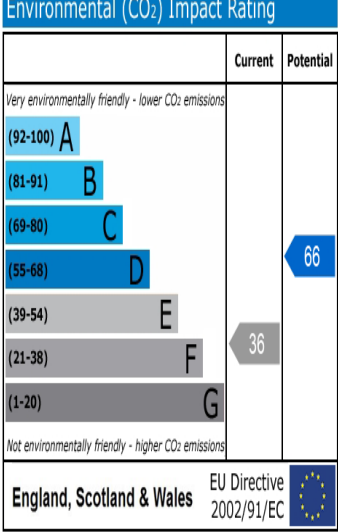 Environmental (CO₂) Impact Rating
Current Potential
Very environmentally friendly - lower CO₂ emissions
(92-100) A
(81-91) B
(69-80) C
(55-68) D
66
(39-54) E
36
(21-38) F
(1-20) G
Not environmentally friendly - higher CO₂ emissions
England, Scotland & Wales
EU Directive
2002/91/EC